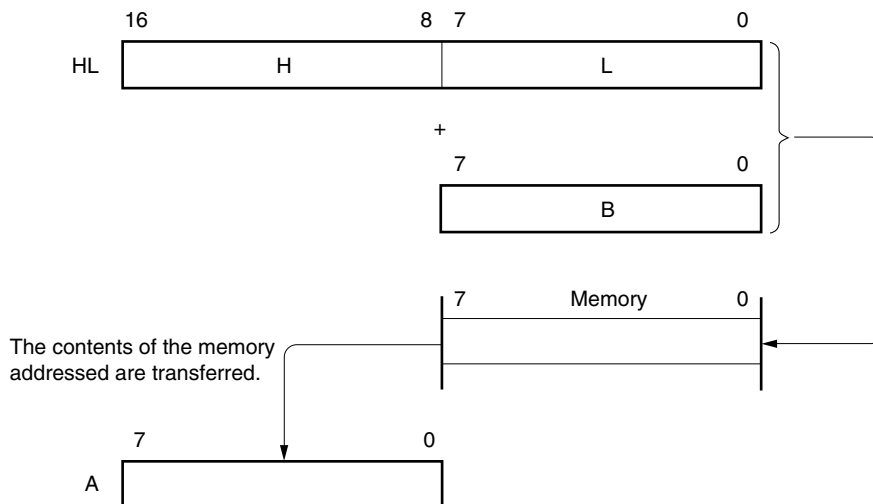 16 8 7 0
HL H L
+
7 0
B
7 Memory 0
The contents of the memory
addressed are transferred.
7 0
A